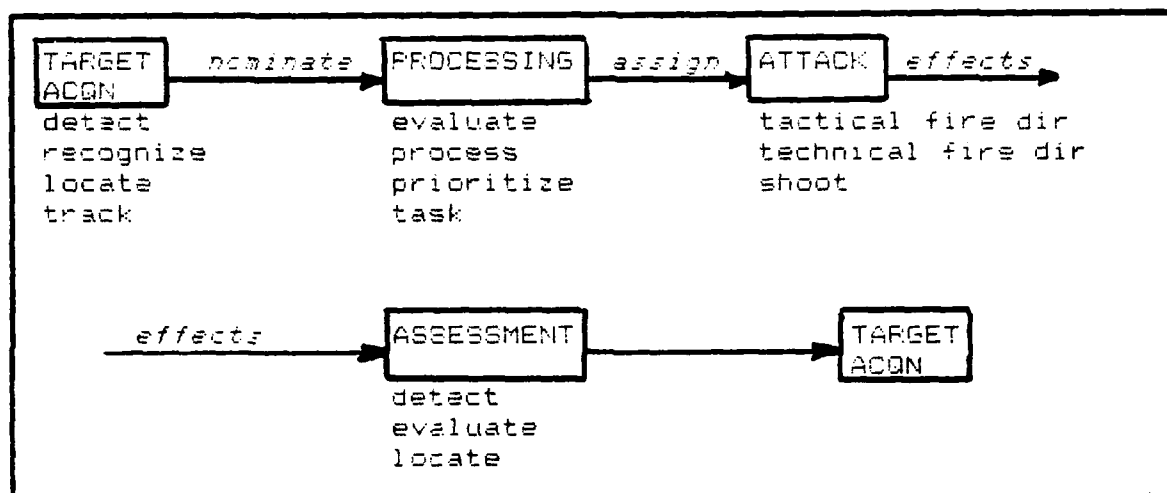 TARGET
ACQN
nominate
PROCESSING
assign
ATTACK
effects
detect
recognize
locate
track
evaluate
process
prioritize
task
tactical fire dir
technical fire dir
shoot
effects
ASSESSMENT
TARGET
ACQN
detect
evaluate
locate